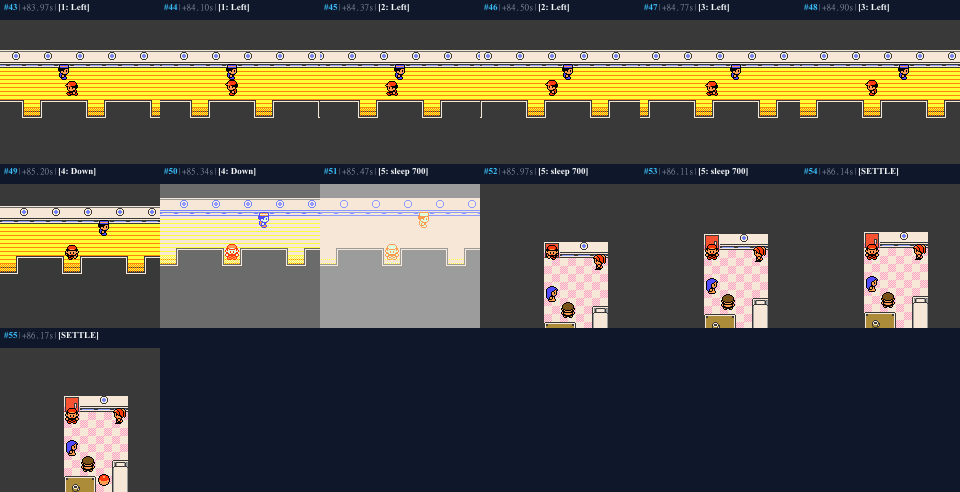 #43|+83.97s|[1: Left]
#44|+84.10s|[1: Left]
#45|+84.37s|[2: Left]
#46|+84.50s|[2: Left]
#47|+84.77s|[3: Left]
#48|+84.90s|[3: Left]
#49|+85.20s|[4: Down]
#50|+85.34s|[4: Down]
#51|+85.47s|[5: sleep 700]
#52|+85.97s|[5: sleep 700]
#53|+86.11s|[5: sleep 700]
#54|+86.14s|[SETTLE]
#55|+86.17s|[SETTLE]